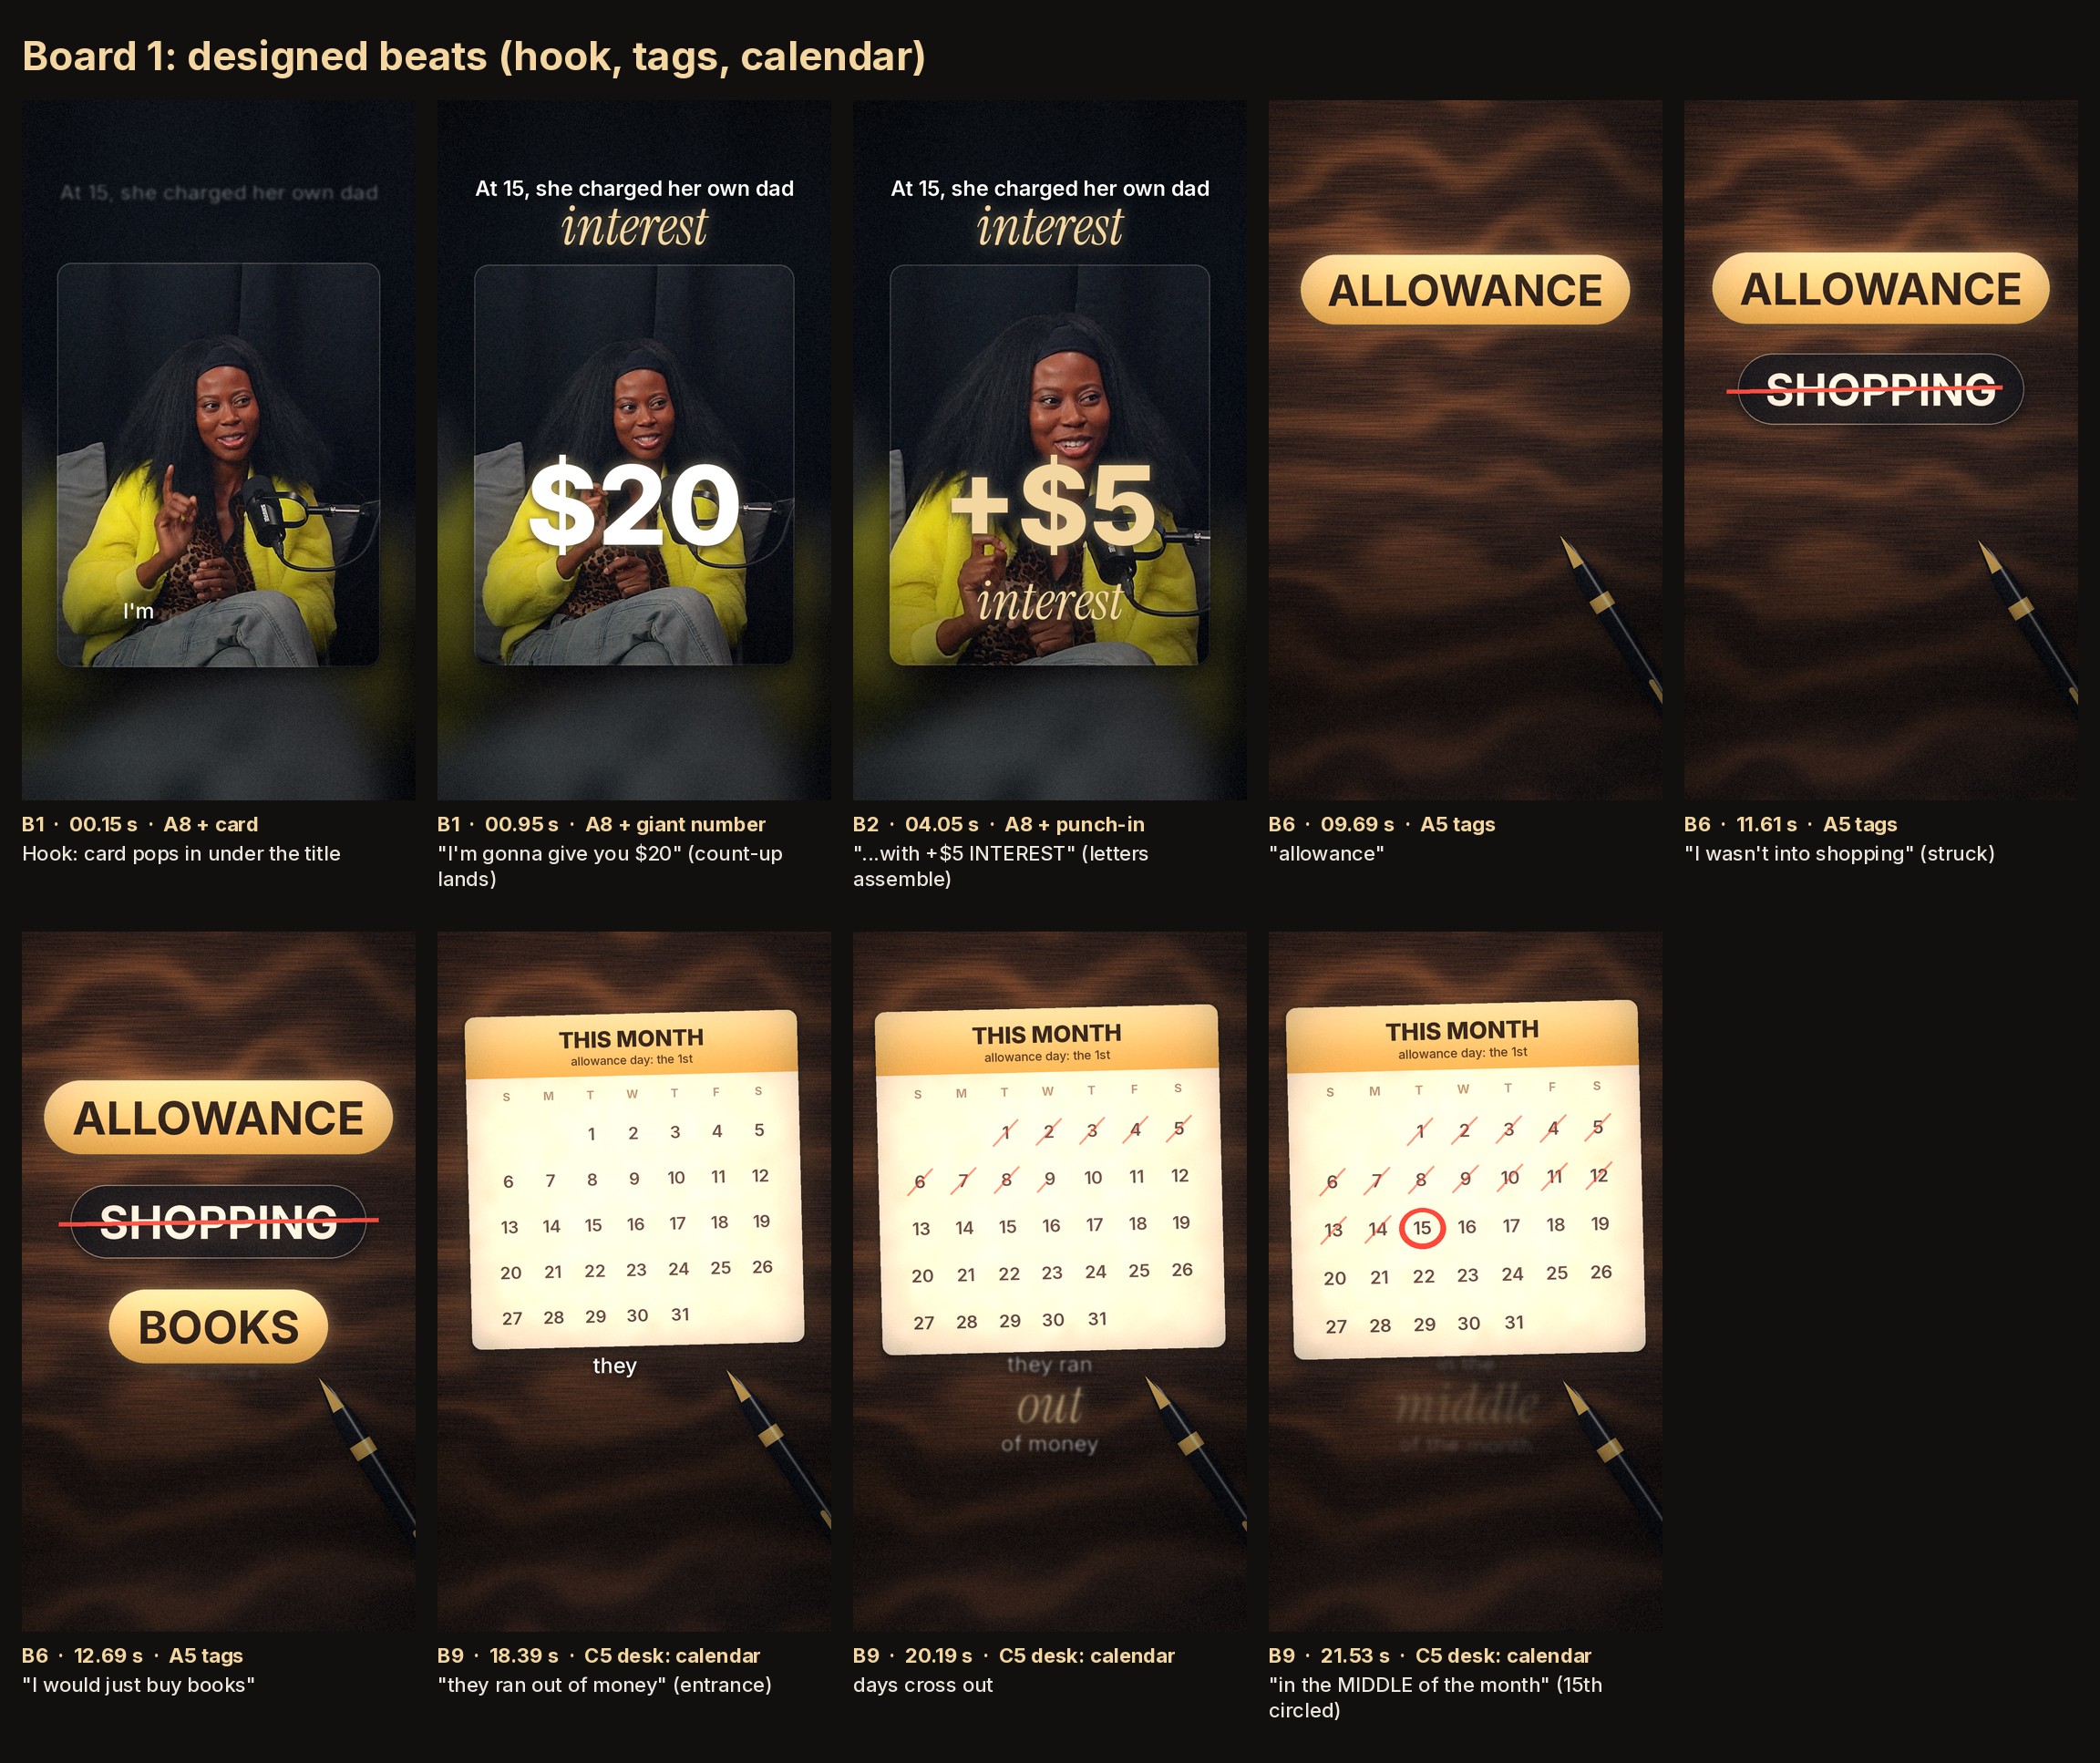 Board 1: designed beats (hook, tags, calendar)
At 15, she charged her own dad
I'm
B1 · 00.15 s · A8 + card
Hook: card pops in under the title
At 15, she charged her own dad
interest
$20
B1 · 00.95 s · A8 + giant number
"I'm gonna give you $20" (count-up
lands)
At 15, she charged her own dad
interest
+$5
interest
B2 · 04.05 s · A8 + punch-in
"...with +$5 INTEREST" (letters
assemble)
ALLOWANCE
B6 · 09.69 s · A5 tags
"allowance"
ALLOWANCE
SHOPPING
B6 · 11.61 s · A5 tags
"I wasn't into shopping" (struck)
ALLOWANCE
SHOPPING
BOOKS
B6 · 12.69 s · A5 tags
"I would just buy books"
THIS MONTH
allowance day: the 1st
S M T W T F S
1 2 3 4 5
6 7 8 9 10 11 12
13 14 15 16 17 18 19
20 21 22 23 24 25 26
27 28 29 30 31
they
B9 · 18.39 s · C5 desk: calendar
"they ran out of money" (entrance)
THIS MONTH
allowance day: the 1st
S M T W T F S
1 2 3 4 5
6 7 8 9 10 11 12
13 14 15 16 17 18 19
20 21 22 23 24 25 26
27 28 29 30 31
they ran
out
of money
B9 · 20.19 s · C5 desk: calendar
days cross out
THIS MONTH
allowance day: the 1st
S M T W T F S
1 2 3 4 5
6 7 8 9 10 11 12
13 14 15 16 17 18 19
20 21 22 23 24 25 26
27 28 29 30 31
in the
middle
of the month
B9 · 21.53 s · C5 desk: calendar
"in the MIDDLE of the month" (15th
circled)